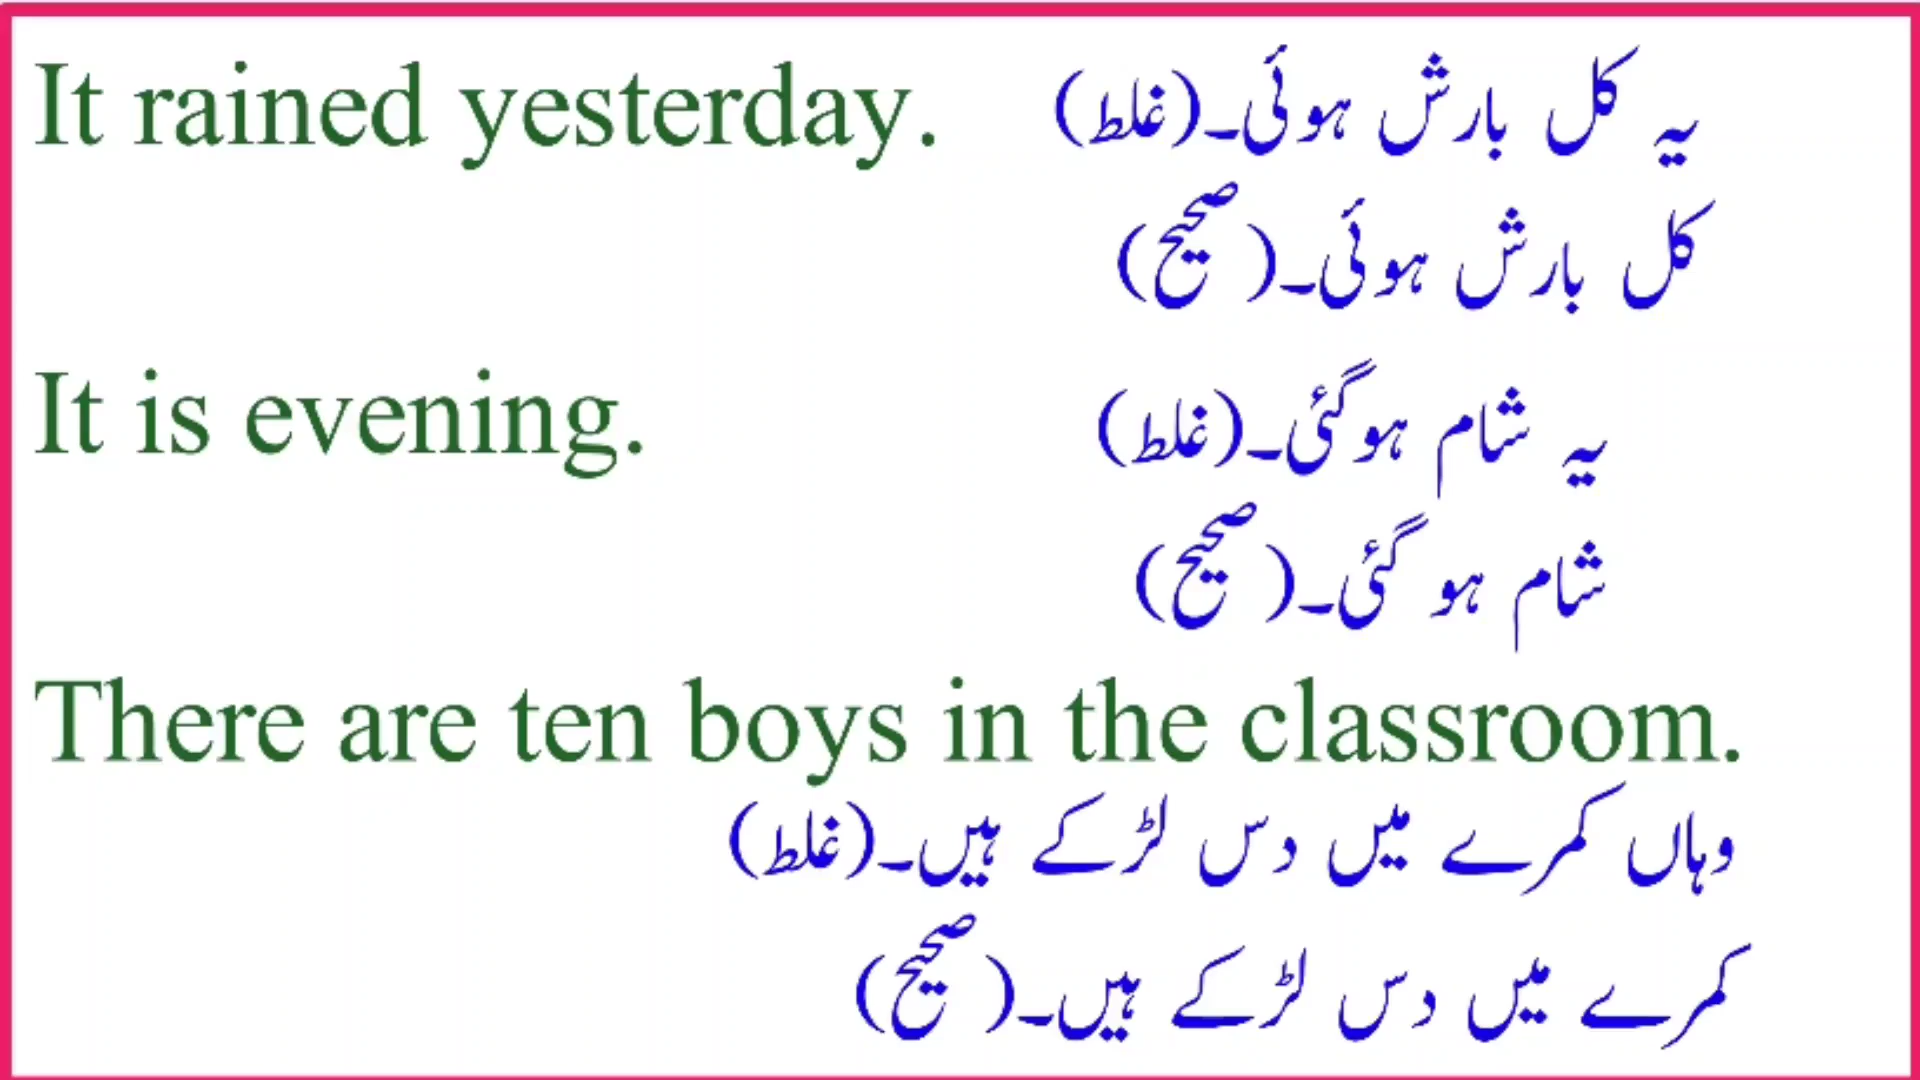 It rained yesterday. یہ کل بارش ہوئی۔(غلط)
کل بارش ہوئی۔(صحیح)
It is evening. یہ شام ہوگئی۔(غلط)
شام ہو گئی۔(صحیح)
There are ten boys in the classroom.
وہاں کمرے میں دس لڑکے ہیں۔(غلط)
کمرے میں دس لڑکے ہیں۔(صحیح)